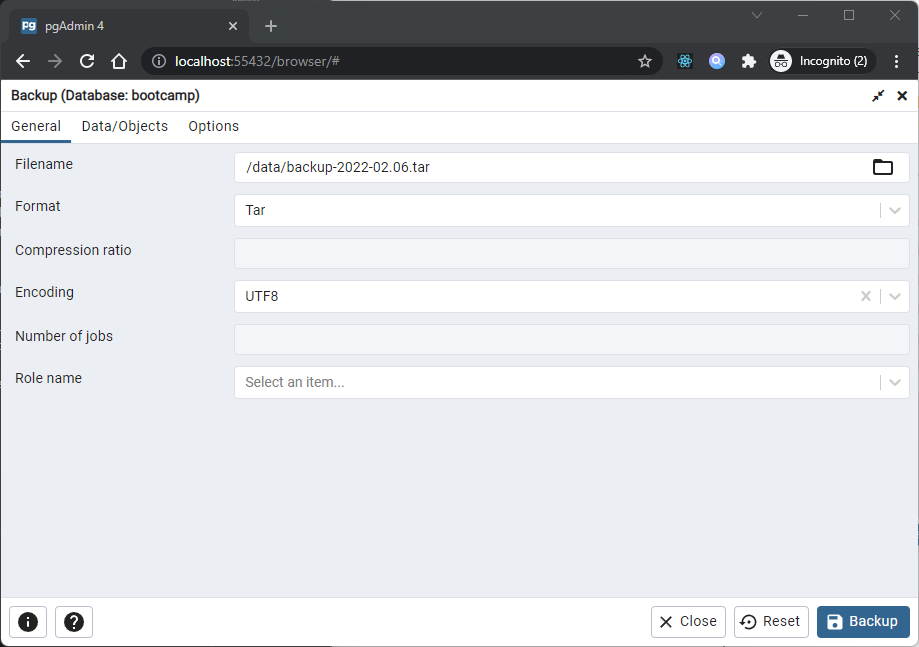 pg pgAdmin 4
localhost:55432/browser/#
Incognito (2)
Backup (Database: bootcamp)
General Data/Objects Options
Filename /data/backup-2022-02.06.tar
Format Tar
Compression ratio
Encoding UTF8
Number of jobs
Role name Select an item...
Close Reset Backup